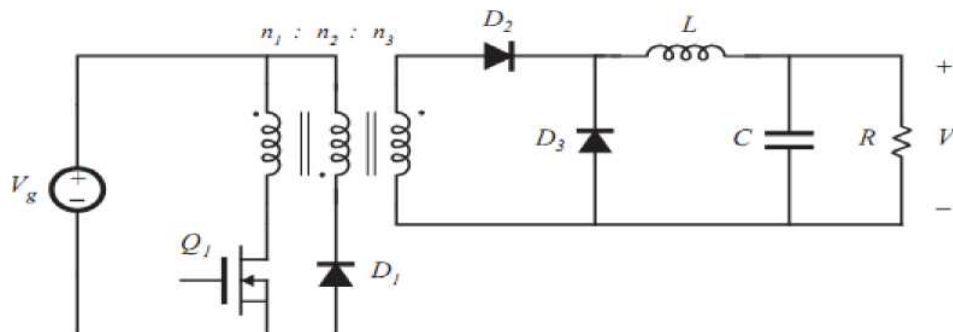 n1 : n2 : n3
D2
L
+
D3
C
R
V
Vg
+
−
−
Q1
D1